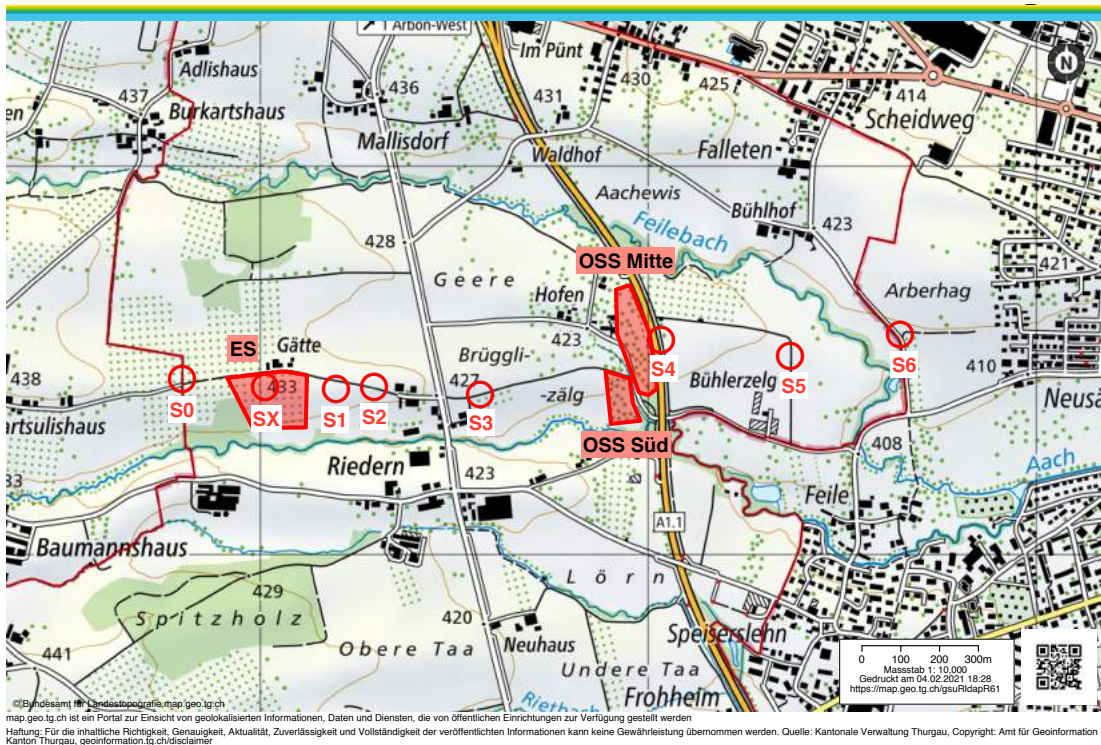 1 Arbon-West
Im Pünt
Adlishaus
430
425
437
436
414
431
Burkartshaus
Scheidweg
Mallisdorf
Waldhof
Falleten
Aachewis
Bühlhof
Feilebach
423
428
OSS Mitte
421
Geere
Hofen
Arberhag
423
ES
Gätte
Brüggli-
S4
S6
410
438
433
427
Bühlerzelg
S5
S0
SX
S1
S2
S3
-zälg
Neusä
artsulishaus
OSS Süd
408
Riedern
423
Aach
33
Feile
A1.1
Baumannshaus
Lörn
429
Spitzholz
420
Speiserslehn
Neuhaus
441
Obere Taa
Undere Taa
Frohheim
Rietbach
N
0 100 200 300m
Massstab 1: 10,000
Gedruckt am 04.02.2021 18:28
https://map.geo.tg.ch/gsuRldapR61
© Bundesamt für Landestopografie, map.geo.tg.ch
map.geo.tg.ch ist ein Portal zur Einsicht von geolokalisierten Informationen, Daten und Diensten, die von öffentlichen Einrichtungen zur Verfügung gestellt werden
Haftung: Für die inhaltliche Richtigkeit, Genauigkeit, Aktualität, Zuverlässigkeit und Vollständigkeit der veröffentlichten Informationen kann keine Gewährleistung übernommen werden. Quelle: Kantonale Verwaltung Thurgau, Copyright: Amt für Geoinformation
Kanton Thurgau, geoinformation.tg.ch/disclaimer